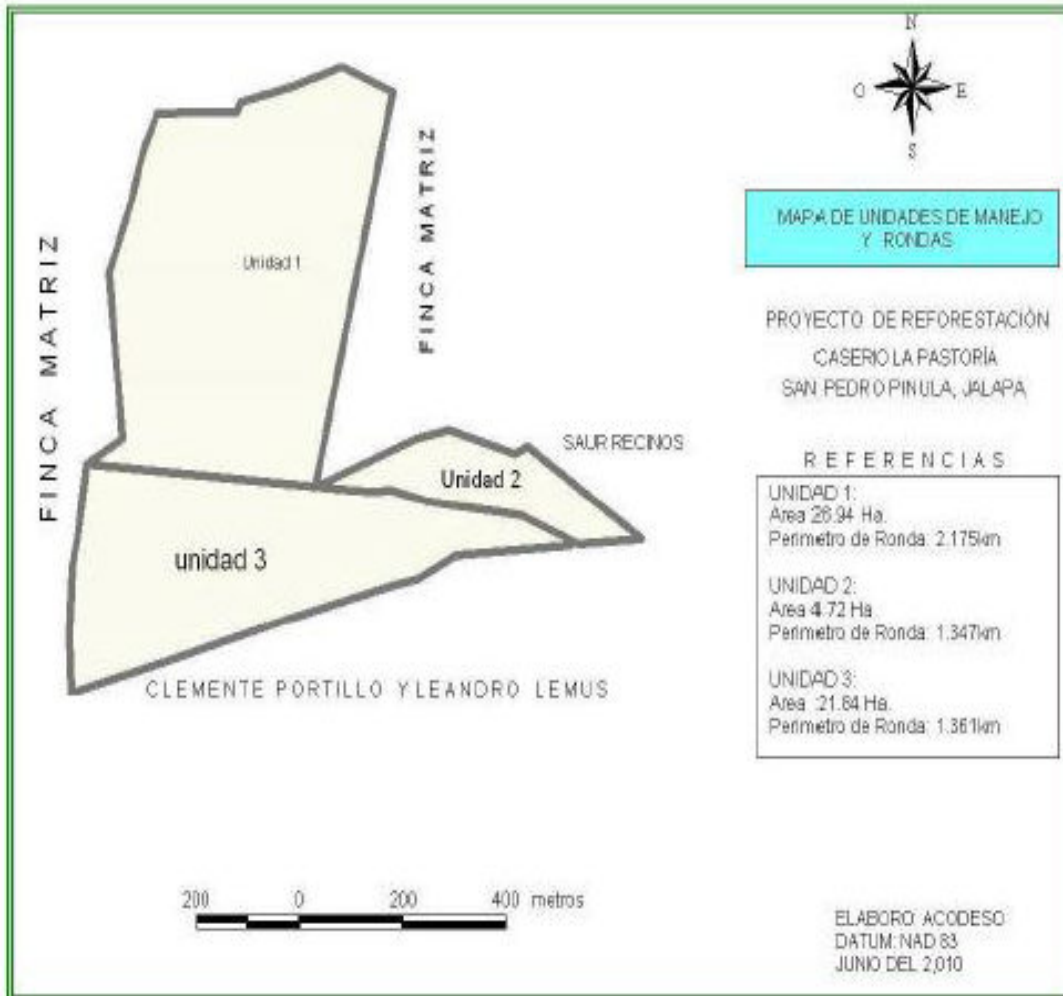 N
O E
S
MAPA DE UNIDADES DE MANEJO
Y RONDAS
PROYECTO DE REFORESTACIÓN
CASERIO LA PASTORÍA
SAN PEDRO PINULA, JALAPA
FINCA MATRIZ
FINCA MATRIZ
Unidad 1
SAUR RECINOS
Unidad 2
unidad 3
CLEMENTE PORTILLO Y LEANDRO LEMUS
REFERENCIAS
UNIDAD 1:
Area 26.94 Ha.
Perimetro de Ronda: 2.175km
UNIDAD 2:
Area 4.72 Ha.
Perimetro de Ronda: 1.347km
UNIDAD 3:
Area :21.64 Ha.
Perimetro de Ronda: 1.361km
200 0 200 400 metros
ELABORO: ACODESO
DATUM: NAD 83
JUNIO DEL 2,010